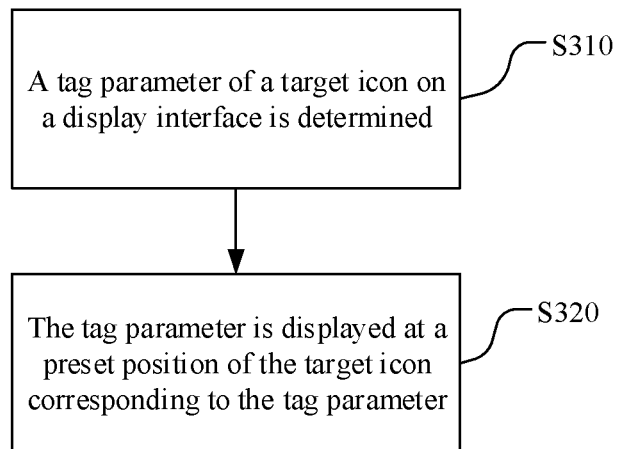 S310
A tag parameter of a target icon on
a display interface is determined
S320
The tag parameter is displayed at a
preset position of the target icon
corresponding to the tag parameter